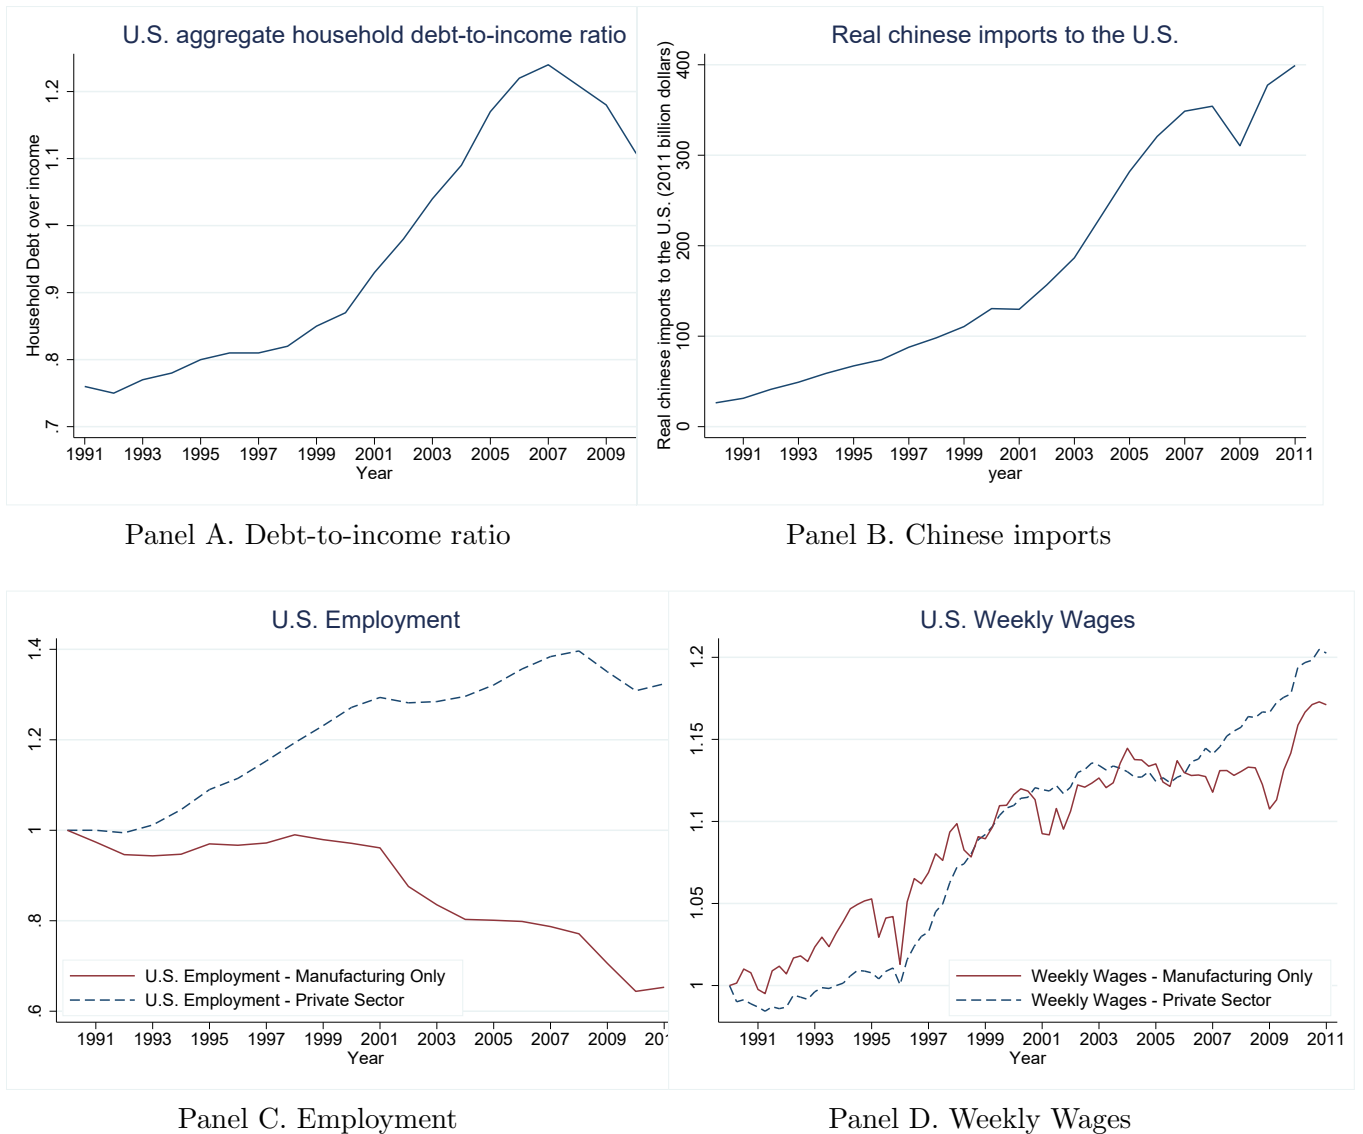 U.S. aggregate household debt-to-income ratio
Household Debt over income
1.2
1.1
1
.9
.8
.7
1991 1993 1995 1997 1999 2001 2003 2005 2007 2009
Year
Panel A. Debt-to-income ratio
Real chinese imports to the U.S.
Real chinese imports to the U.S. (2011 billion dollars)
400
300
200
100
0
1991 1993 1995 1997 1999 2001 2003 2005 2007 2009 2011
year
Panel B. Chinese imports
U.S. Employment
1.4
1.2
1
.8
.6
U.S. Employment - Manufacturing Only
U.S. Employment - Private Sector
1991 1993 1995 1997 1999 2001 2003 2005 2007 2009 201
Year
Panel C. Employment
U.S. Weekly Wages
1.2
1.15
1.1
1.05
1
Weekly Wages - Manufacturing Only
Weekly Wages - Private Sector
1991 1993 1995 1997 1999 2001 2003 2005 2007 2009 2011
Year
Panel D. Weekly Wages